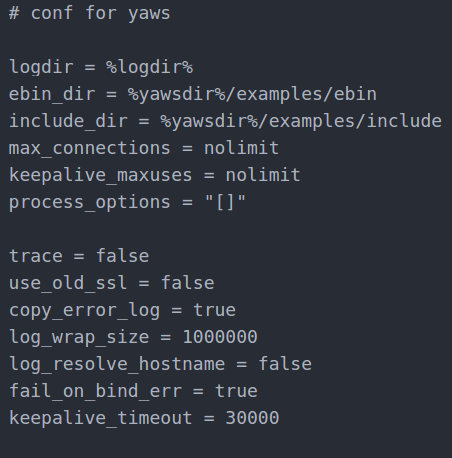 # conf for yaws
logdir = %logdir%
ebin_dir = %yawsdir%/examples/ebin
include_dir = %yawsdir%/examples/include
max_connections = nolimit
keepalive_maxuses = nolimit
process_options = "[]"
trace = false
use_old_ssl = false
copy_error_log = true
log_wrap_size = 1000000
log_resolve_hostname = false
fail_on_bind_err = true
keepalive_timeout = 30000